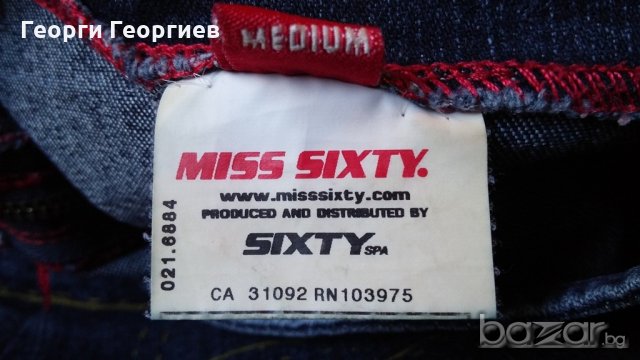 Георги Георгиев
MEDIUM
MISS SIXTY.
www.misssixty.com
PRODUCED AND DISTRIBUTED BY
SIXTY SPA
021.6884
CA 31092 RN103975
bazar.bg